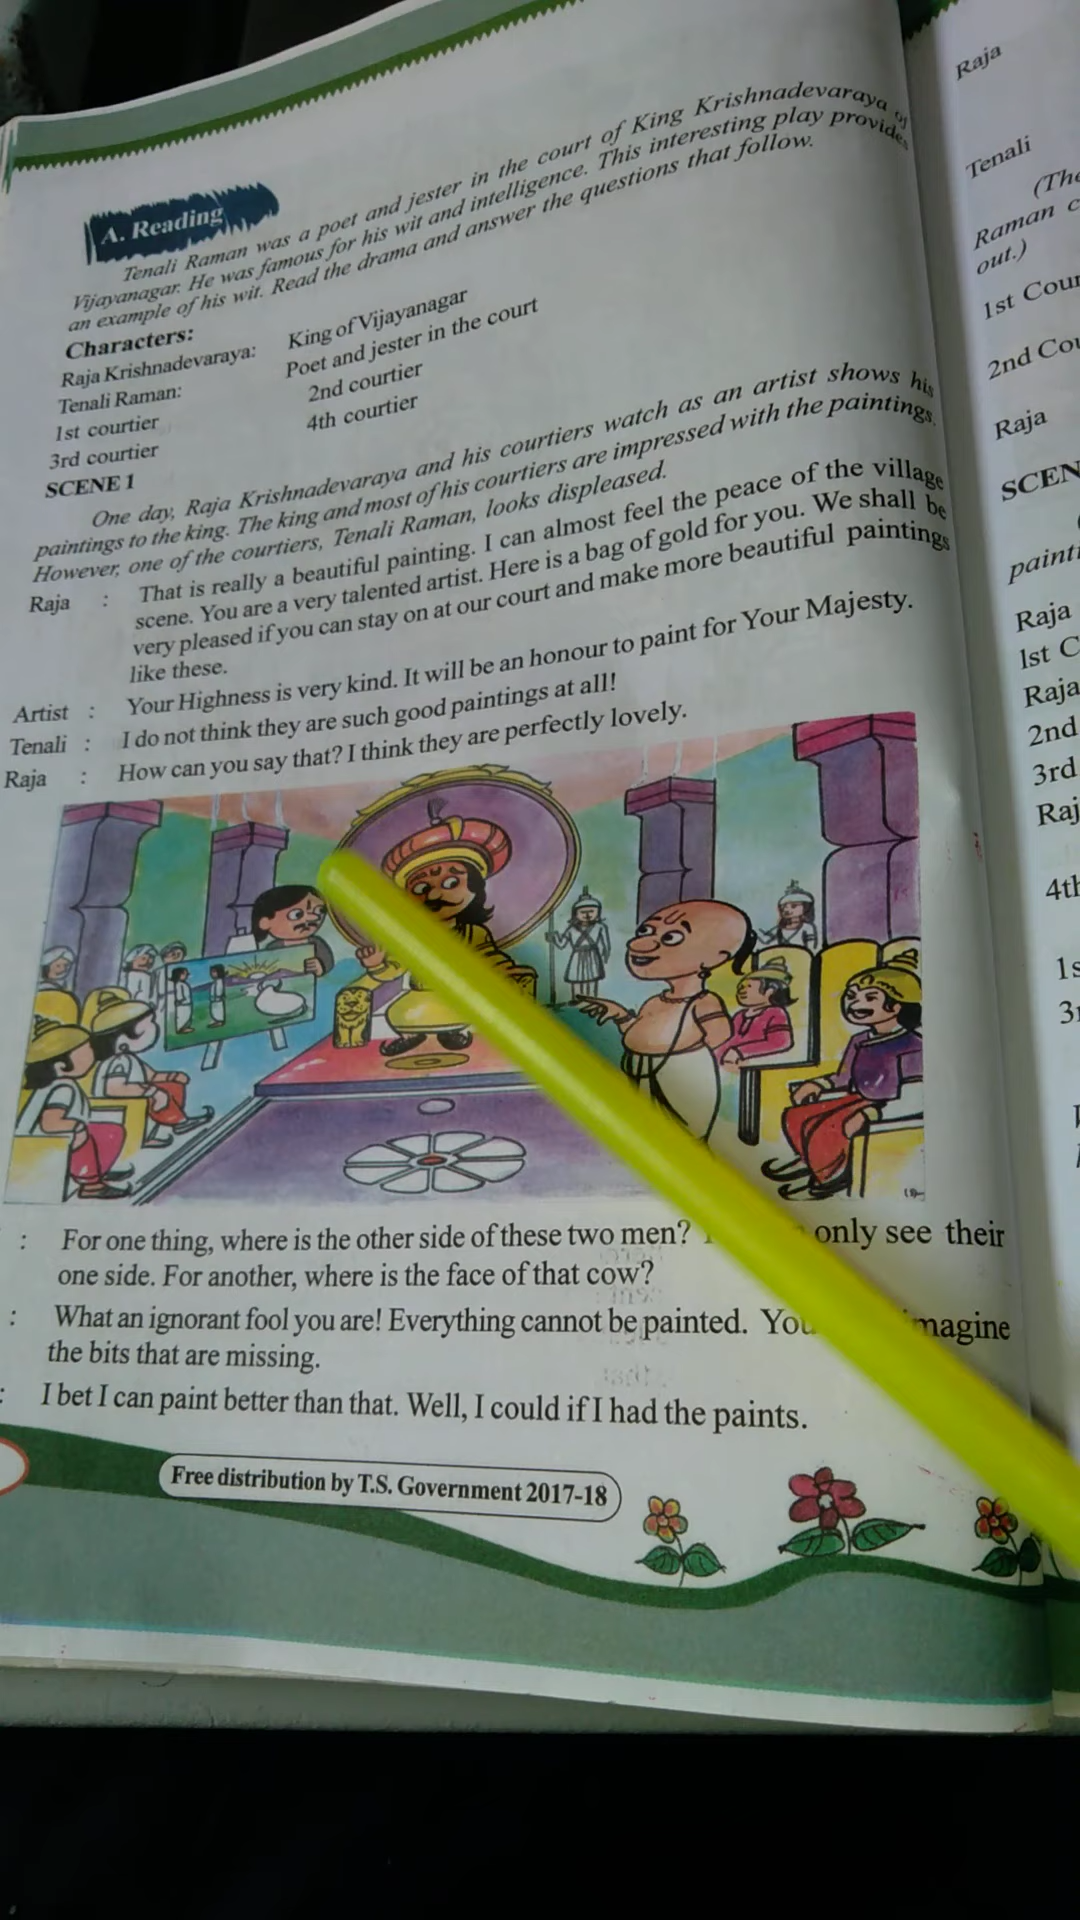 A. Reading
Tenali Raman was a poet and jester in the court of King Krishnadevaraya of
Vijayanagar. He was famous for his wit and intelligence. This interesting play provides
an example of his wit. Read the drama and answer the questions that follow.
Characters:
Raja Krishnadevaraya: King of Vijayanagar
Tenali Raman: Poet and jester in the court
1st courtier 2nd courtier
3rd courtier 4th courtier
SCENE 1
One day, Raja Krishnadevaraya and his courtiers watch as an artist shows his
paintings to the king. The king and most of his courtiers are impressed with the paintings.
However, one of the courtiers, Tenali Raman, looks displeased.
Raja : That is really a beautiful painting. I can almost feel the peace of the village
scene. You are a very talented artist. Here is a bag of gold for you. We shall be
very pleased if you can stay on at our court and make more beautiful paintings
like these.
Artist : Your Highness is very kind. It will be an honour to paint for Your Majesty.
Tenali : I do not think they are such good paintings at all!
Raja : How can you say that? I think they are perfectly lovely.
: For one thing, where is the other side of these two men? only see their
one side. For another, where is the face of that cow?
: What an ignorant fool you are! Everything cannot be painted. You imagine
the bits that are missing.
: I bet I can paint better than that. Well, I could if I had the paints.
Free distribution by T.S. Government 2017-18
Raja
Tenali
(The
Raman
out.)
1st
2nd
Raja
Raja
1st
Raja
2nd
3rd
4th